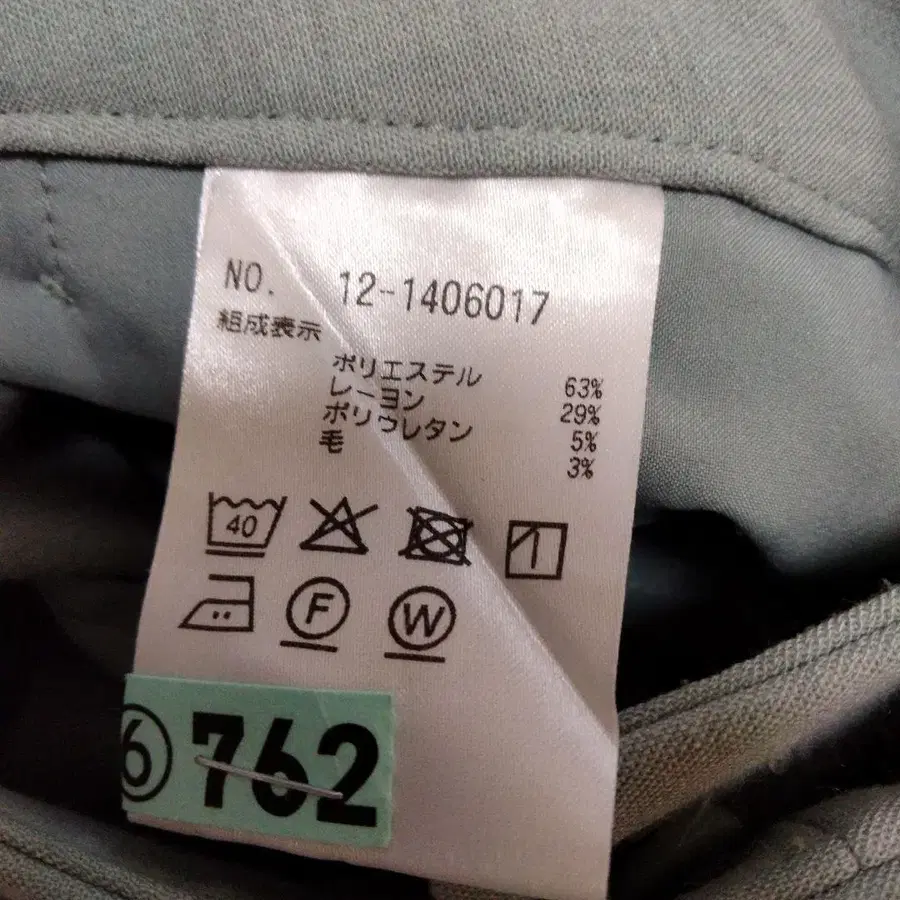 NO. 12-1406017
組成表示
ポリエステル 63%
レーヨン 29%
ポリウレタン 5%
毛 3%
40
F W
⑥ 762